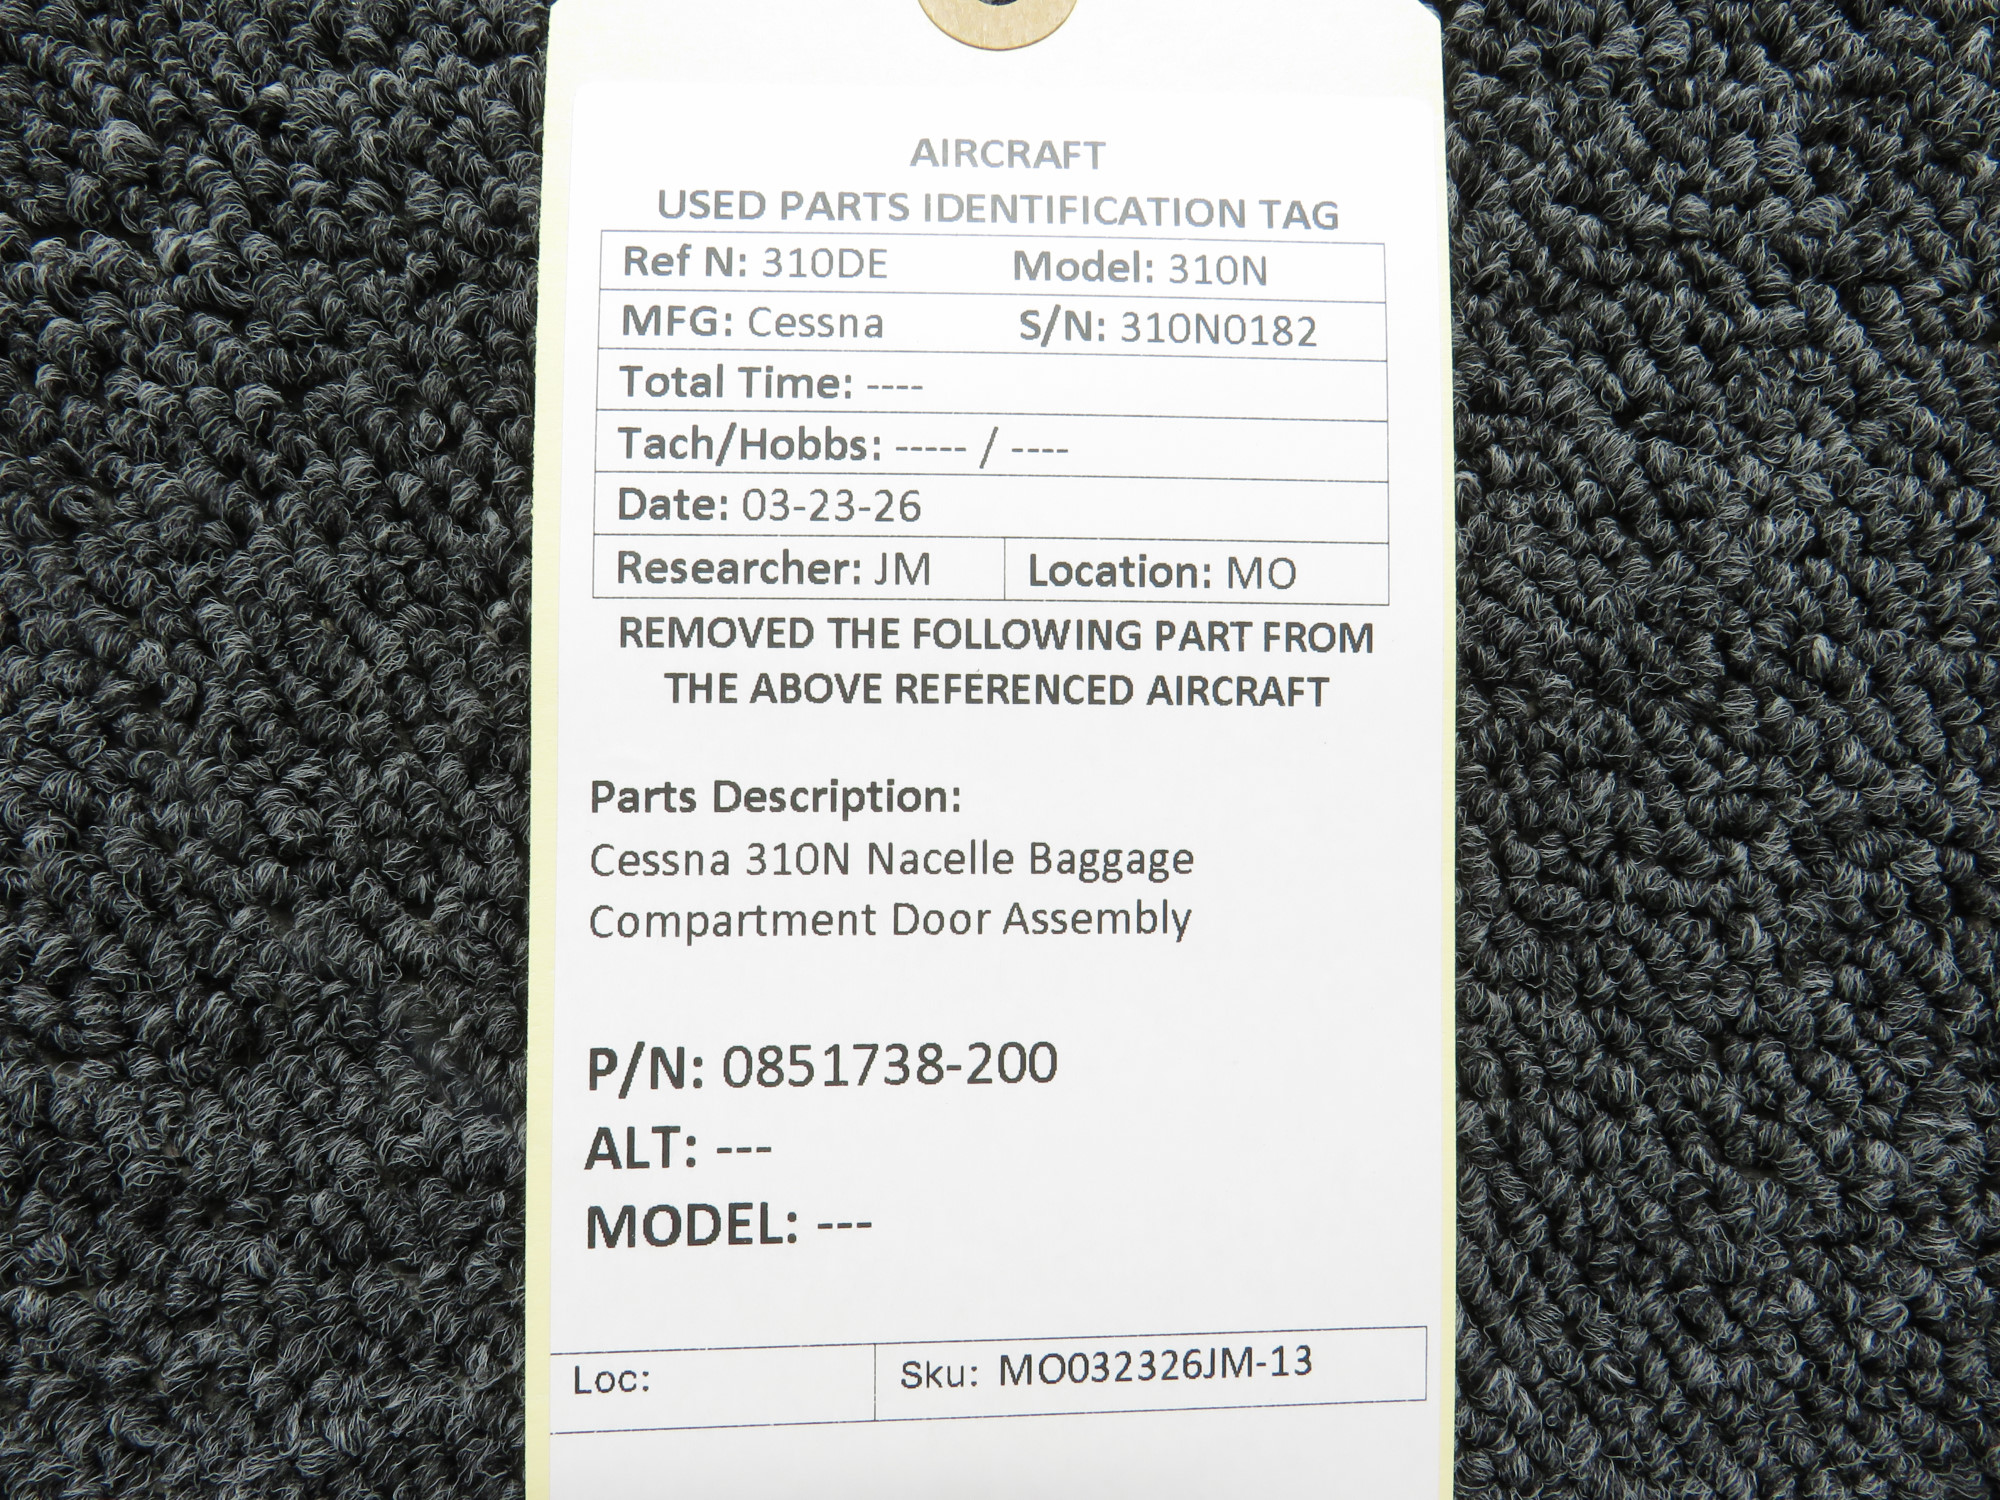 AIRCRAFT
USED PARTS IDENTIFICATION TAG
Ref N: 310DE Model: 310N
MFG: Cessna S/N: 310N0182
Total Time: ----
Tach/Hobbs: ----- / ----
Date: 03-23-26
Researcher: JM Location: MO
REMOVED THE FOLLOWING PART FROM
THE ABOVE REFERENCED AIRCRAFT
Parts Description:
Cessna 310N Nacelle Baggage
Compartment Door Assembly
P/N: 0851738-200
ALT: ---
MODEL: ---
Loc: Sku: MO032326JM-13